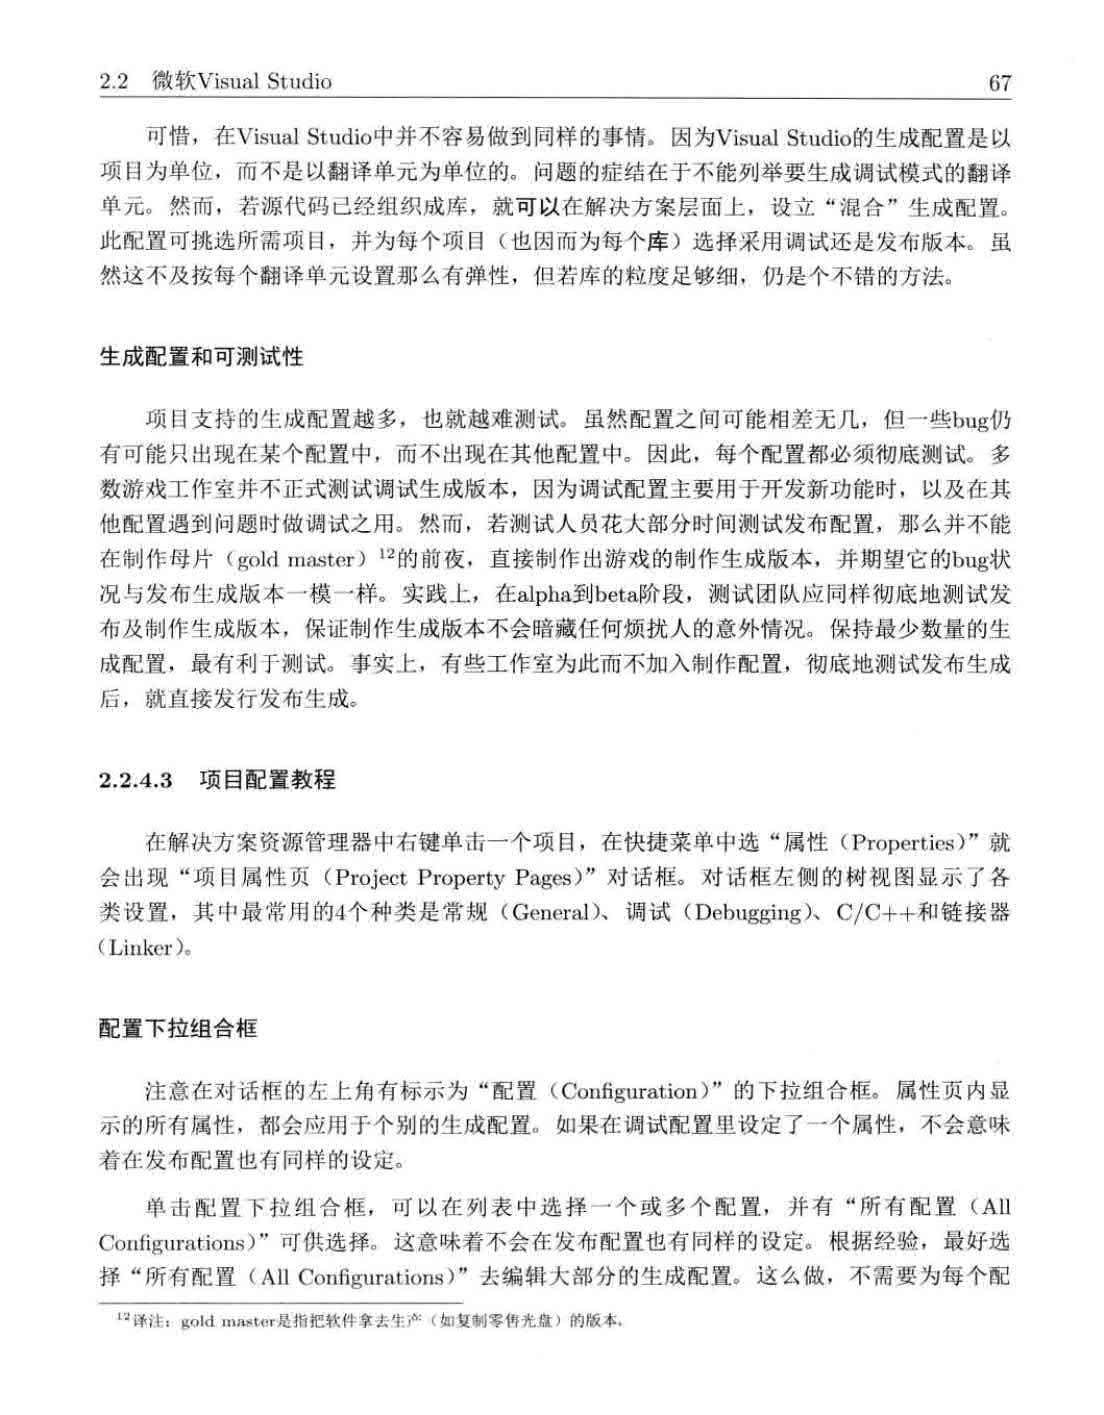 2.2 微软Visual Studio 67
可惜，在Visual Studio中并不容易做到同样的事情。因为Visual Studio的生成配置是以
项目为单位，而不是以翻译单元为单位的。问题的症结在于不能列举要生成调试模式的翻译
单元。然而，若源代码已经组织成库，就可以在解决方案层面上，设立“混合”生成配置。
此配置可挑选所需项目，并为每个项目（也因而为每个库）选择采用调试还是发布版本。虽
然这不及按每个翻译单元设置那么有弹性，但若库的粒度足够细，仍是个不错的方法。
生成配置和可测试性
项目支持的生成配置越多，也就越难测试。虽然配置之间可能相差无几，但一些bug仍
有可能只出现在某个配置中，而不出现在其他配置中。因此，每个配置都必须彻底测试。多
数游戏工作室并不正式测试调试生成版本，因为调试配置主要用于开发新功能时，以及在其
他配置遇到问题时做调试之用。然而，若测试人员花大部分时间测试发布配置，那么并不能
在制作母片（gold master）12的前夜，直接制作出游戏的制作生成版本，并期望它的bug状
况与发布生成版本一模一样。实践上，在alpha到beta阶段，测试团队应同样彻底地测试发
布及制作生成版本，保证制作生成版本不会暗藏任何烦扰人的意外情况。保持最少数量的生
成配置，最有利于测试。事实上，有些工作室为此而不加入制作配置，彻底地测试发布生成
后，就直接发行发布生成。
2.2.4.3 项目配置教程
在解决方案资源管理器中右键单击一个项目，在快捷菜单中选“属性（Properties）”就
会出现“项目属性页（Project Property Pages）”对话框。对话框左侧的树视图显示了各
类设置，其中最常用的4个种类是常规（General）、调试（Debugging）、C/C++和链接器
（Linker）。
配置下拉组合框
注意在对话框的左上角有标示为“配置（Configuration）”的下拉组合框。属性页内显
示的所有属性，都会应用于个别的生成配置。如果在调试配置里设定了一个属性，不会意味
着在发布配置也有同样的设定。
单击配置下拉组合框，可以在列表中选择一个或多个配置，并有“所有配置（All
Configurations）”可供选择。这意味着不会在发布配置也有同样的设定。根据经验，最好选
择“所有配置（All Configurations）”去编辑大部分的生成配置。这么做，不需要为每个配
12译注：gold master是指把软件拿去生产（如复制零售光盘）的版本。